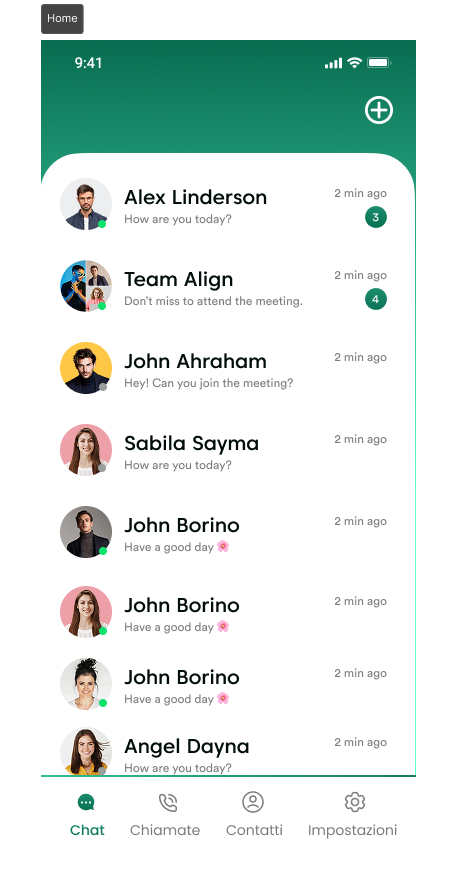 Home
9:41
Alex Linderson
2 min ago
How are you today?
3
Team Align
2 min ago
Don't miss to attend the meeting.
4
John Ahraham
2 min ago
Hey! Can you join the meeting?
Sabila Sayma
2 min ago
How are you today?
John Borino
2 min ago
Have a good day 🌸
John Borino
2 min ago
Have a good day 🌸
John Borino
2 min ago
Have a good day 🌸
Angel Dayna
2 min ago
How are you today?
Chat
Chiamate
Contatti
Impostazioni